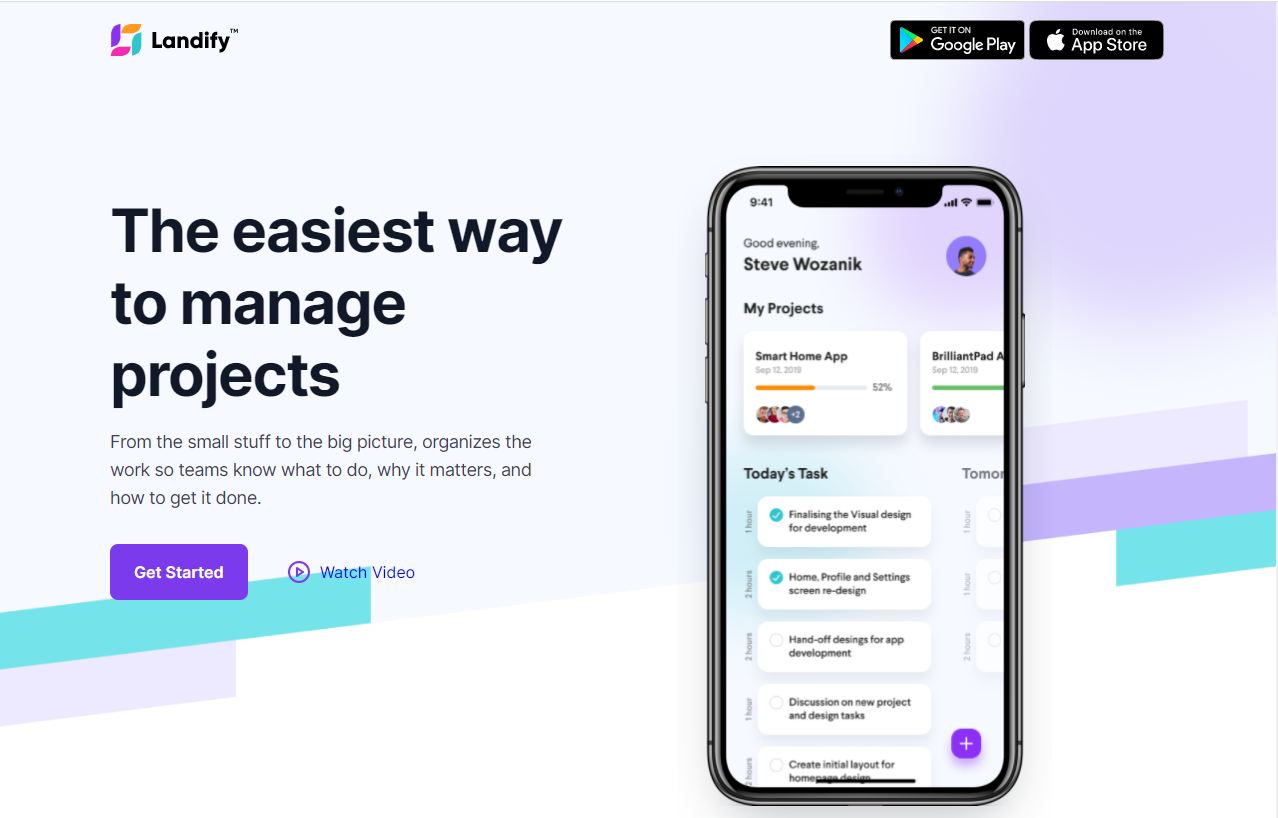 Landify™
GET IT ON
Google Play
Download on the
App Store
The easiest way
to manage
projects
From the small stuff to the big picture, organizes the
work so teams know what to do, why it matters, and
how to get it done.
Get Started
Watch Video
9:41
Good evening,
Steve Wozanik
My Projects
Smart Home App
Sep 12, 2019
52%
+2
BrilliantPad A
Sep 12, 2019
Today's Task
Tomor
1 hour
Finalising the Visual design
for development
1 hour
2 hours
Home, Profile and Settings
screen re-design
1 hour
2 hours
Hand-off desings for app
development
2 hours
1 hour
Discussion on new project
and design tasks
2 hours
Create initial layout for
homepage design